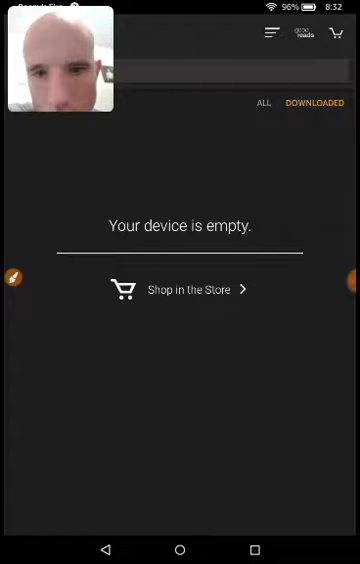 96% 8:32
good
reads
ALL DOWNLOADED
Your device is empty.
Shop in the Store